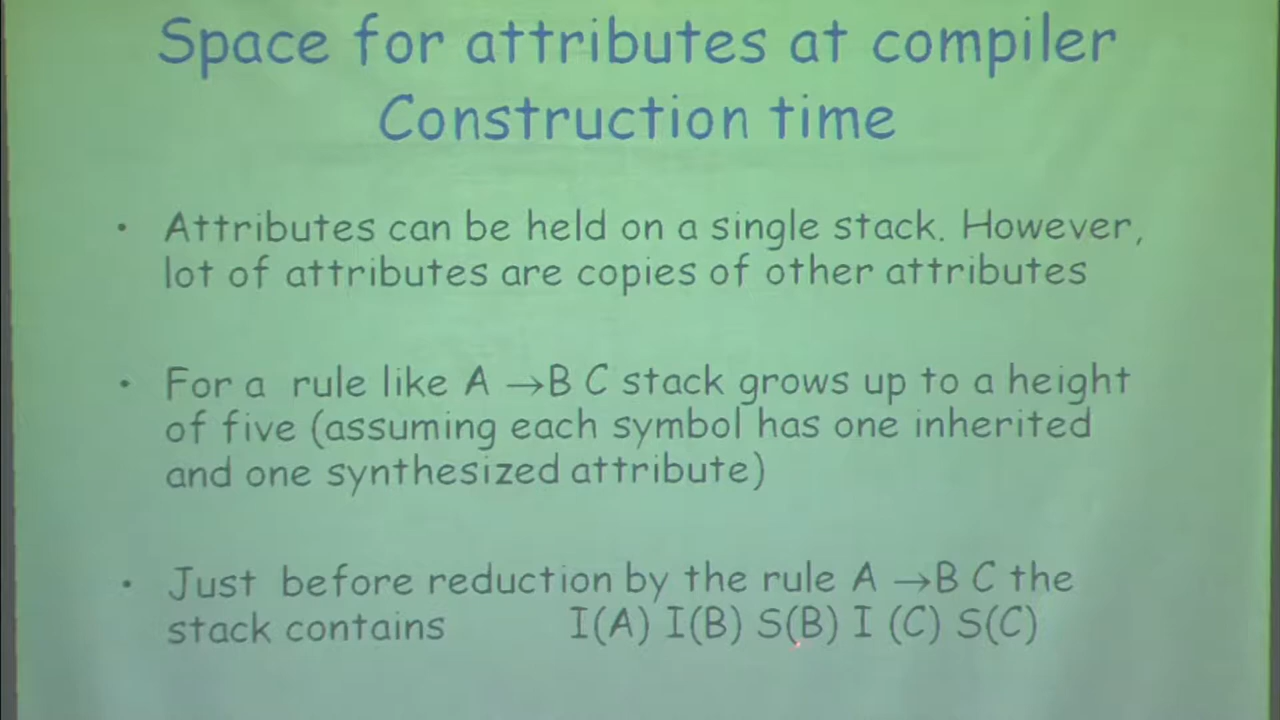 Space for attributes at compiler
Construction time
• Attributes can be held on a single stack. However,
lot of attributes are copies of other attributes
• For a rule like A →B C stack grows up to a height
of five (assuming each symbol has one inherited
and one synthesized attribute)
• Just before reduction by the rule A →B C the
stack contains I(A) I(B) S(B) I (C) S(C)